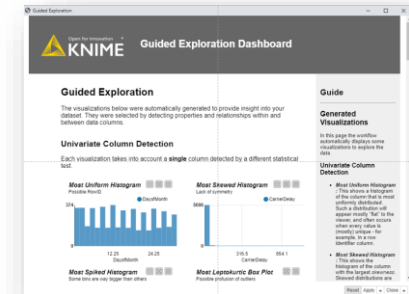 Guided Exploration
Open for Innovation
KNIME
Guided Exploration Dashboard
Guided Exploration
The visualizations below were automatically generated to provide insight into your
dataset. They were selected by detecting properties and relationships within and
between data columns.
Univariate Column Detection
Each visualization takes into account a single column detected by a different statistical
test.
Most Uniform Histogram
Possible RowID
DayofMonth
374
12.25
24.25
DayofMonth
Most Skewed Histogram
Lack of symmetry
CarrierDelay
316.5
654.1
CarrierDelay
Most Spiked Histogram
Some bins are way bigger than others
Most Leptokurtic Box Plot
Possible profusion of outliers
Guide
Generated
Visualizations
In this page the workflow
automatically displays some
visualizations to explore the
data
Univariate Column
Detection
Most Uniform Histogram
: This shows a histogram
of the column that is most
uniformly distributed.
Such a distribution will
appear mostly "flat" to the
viewer, and often occurs
when every value is
(mostly) unique - for
example, in a row
identifier column.
Most Skewed Histogram
: This shows the
histogram of the column
with the largest skewness.
Skewed distributions are
Reset Apply Close